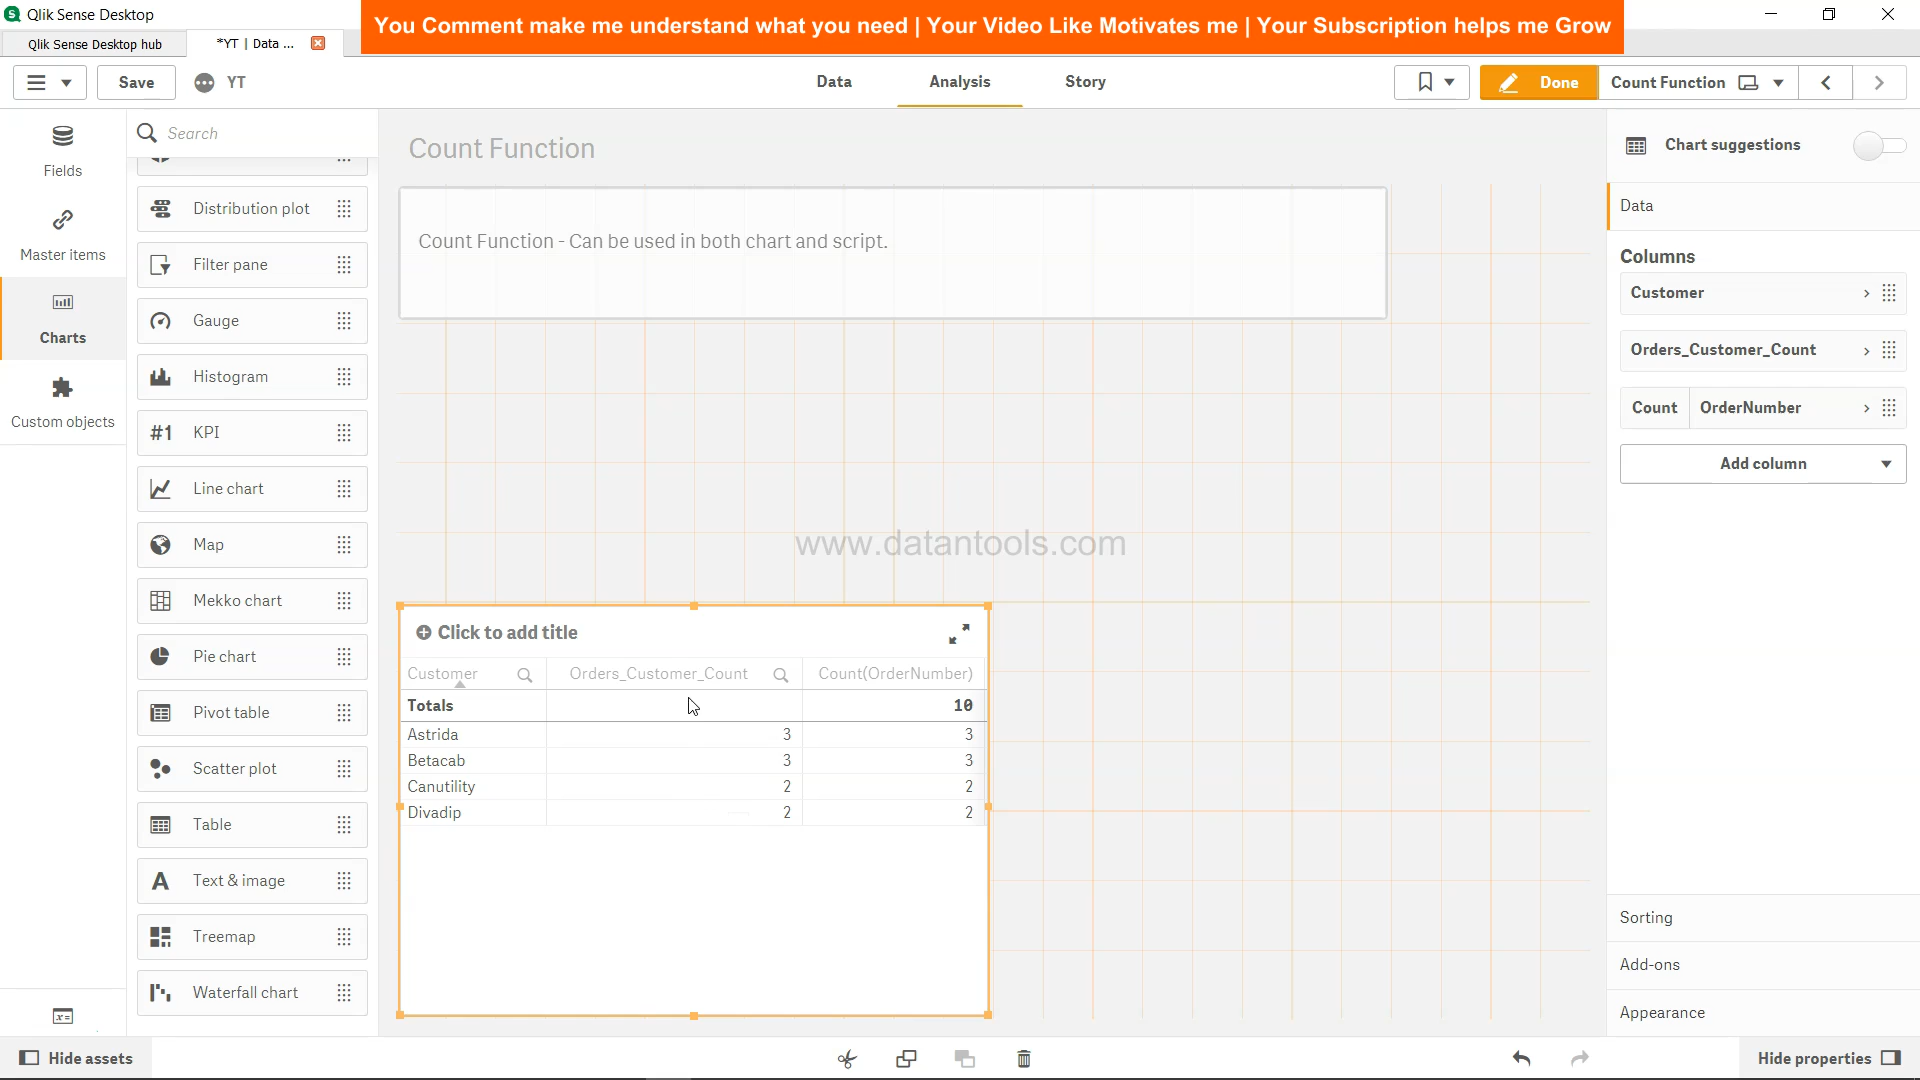 Qlik Sense Desktop
You Comment make me understand what you need | Your Video Like Motivates me | Your Subscription helps me Grow
Qlik Sense Desktop hub
*YT | Data ...
Save
YT
Data
Analysis
Story
Done
Count Function
Fields
Master items
Charts
Custom objects
Search
Distribution plot
Filter pane
Gauge
Histogram
#1 KPI
Line chart
Map
Mekko chart
Pie chart
Pivot table
Scatter plot
Table
A Text & image
Treemap
Waterfall chart
Count Function
Count Function - Can be used in both chart and script.
www.datantools.com
Click to add title
Customer Orders_Customer_Count Count(OrderNumber)
Totals 10
Astrida 3 3
Betacab 3 3
Canutility 2 2
Divadip 2 2
Chart suggestions
Data
Columns
Customer
Orders_Customer_Count
Count OrderNumber
Add column
Sorting
Add-ons
Appearance
Hide assets
Hide properties